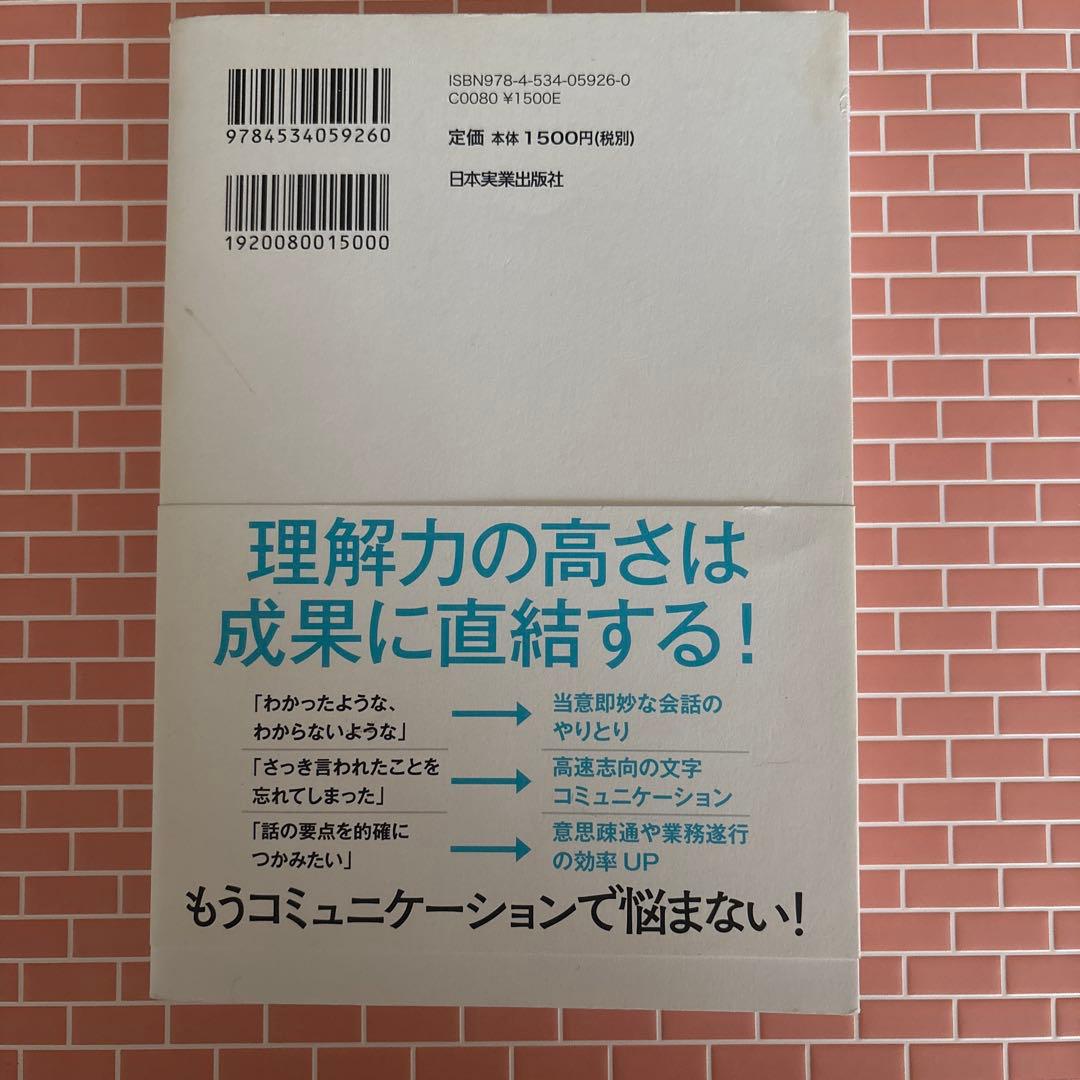 ISBN978-4-534-05926-0
C0080 ¥1500E
9784534059260
定価 本体1500円(税別)
日本実業出版社
1920080015000
理解力の高さは
成果に直結する!
「わかったような、
わからないような」
当意即妙な会話の
やりとり
「さっき言われたことを
忘れてしまった」
高速志向の文字
コミュニケーション
「話の要点を的確に
つかみたい」
意思疎通や業務遂行
の効率UP
もうコミュニケーションで悩まない!